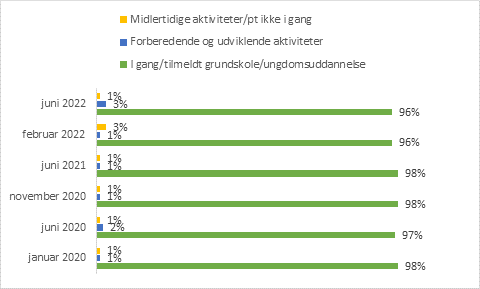 Midlertidige aktiviteter/pt ikke i gang
Forberedende og udviklende aktiviteter
I gang/tilmeldt grundskole/ungdomsuddannelse
juni 2022
1%
3%
96%
februar 2022
3%
1%
96%
juni 2021
1%
1%
98%
november 2020
1%
1%
98%
juni 2020
1%
2%
97%
januar 2020
1%
1%
98%